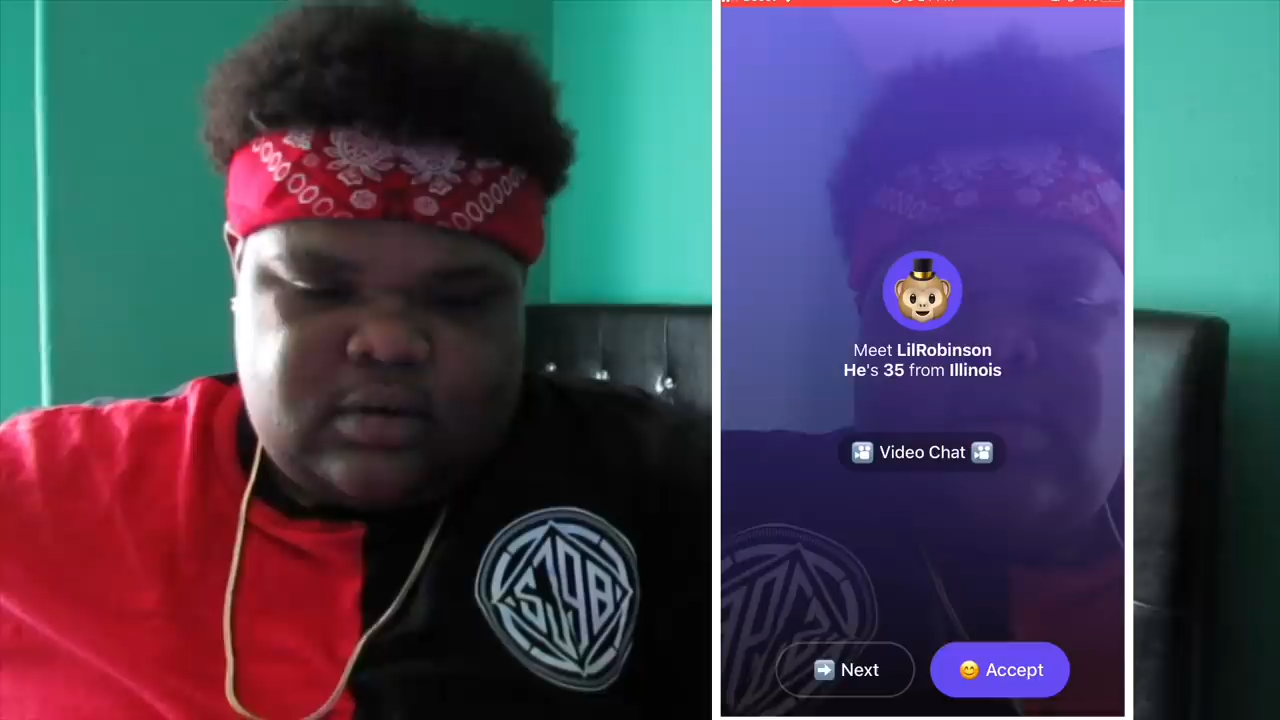 Meet LilRobinson
He's 35 from Illinois
Video Chat
Next
Accept